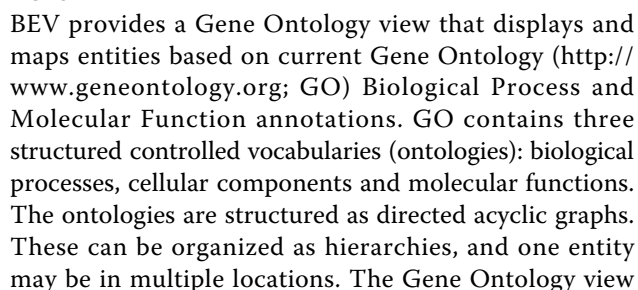 BEV provides a Gene Ontology view that displays and
maps entities based on current Gene Ontology (http://
www.geneontology.org; GO) Biological Process and
Molecular Function annotations. GO contains three
structured controlled vocabularies (ontologies): biological
processes, cellular components and molecular functions.
The ontologies are structured as directed acyclic graphs.
These can be organized as hierarchies, and one entity
may be in multiple locations. The Gene Ontology view